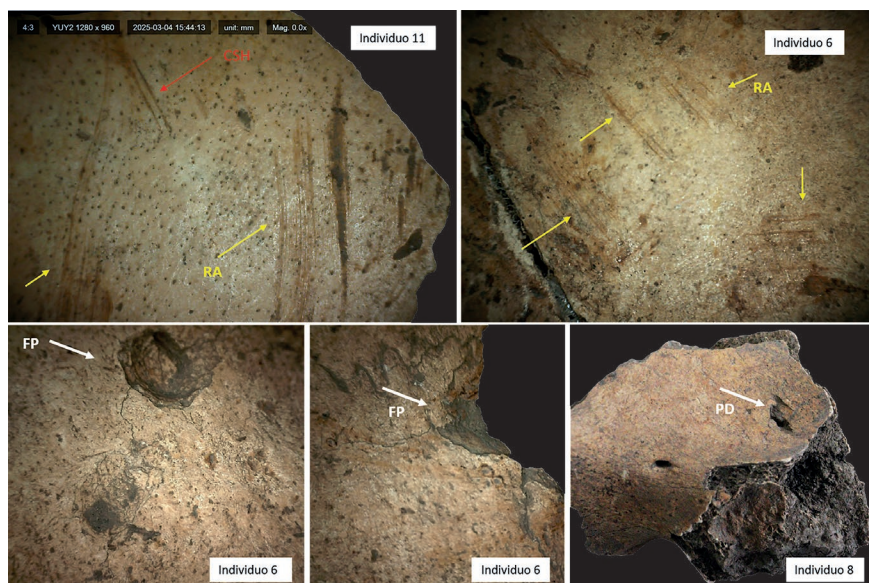 4:3 YUY2 1280 x 960 2025-03-04 15:44:13 unit: mm Mag. 0.0x
Individuo 11
CSH
RA
Individuo 6
RA
FP
Individuo 6
FP
Individuo 6
PD
Individuo 8